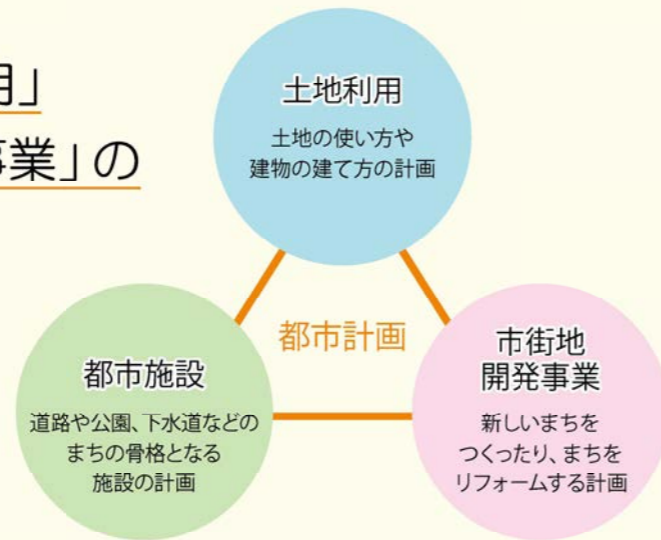 用」
事業」の
土地利用
土地の使い方や
建物の建て方の計画
都市計画
都市施設
道路や公園、下水道などの
まちの骨格となる
施設の計画
市街地
開発事業
新しいまちを
つくったり、まちを
リフォームする計画